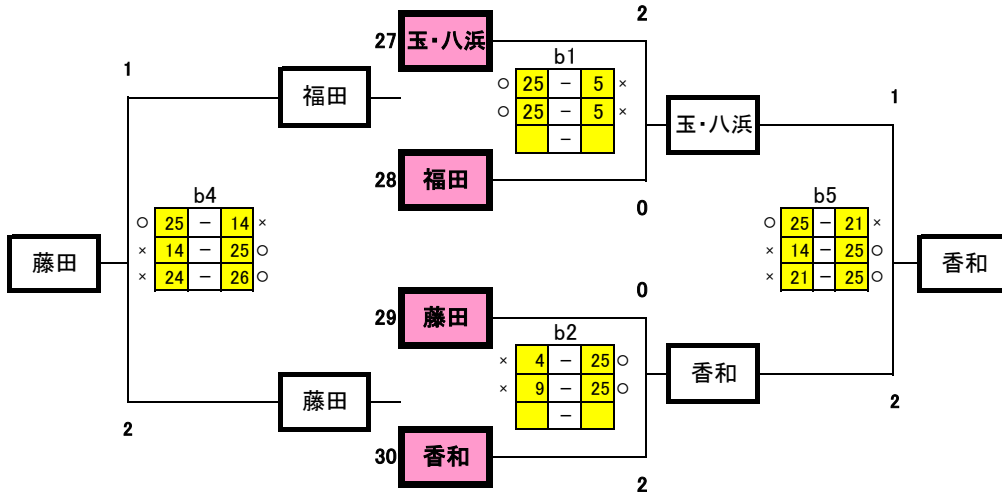 2
27 玉・八浜
1
b1
福田
○ 25 － 5 ×
1
○ 25 － 5 ×
玉・八浜
－
28 福田
b4
b5
0
○ 25 － 14 ×
○ 25 － 21 ×
藤田
× 14 － 25 ○
× 14 － 25 ○
香和
× 24 － 26 ○
× 21 － 25 ○
0
29 藤田
b2
× 4 － 25 ○
香和
× 9 － 25 ○
藤田
－
2
2
30 香和
2